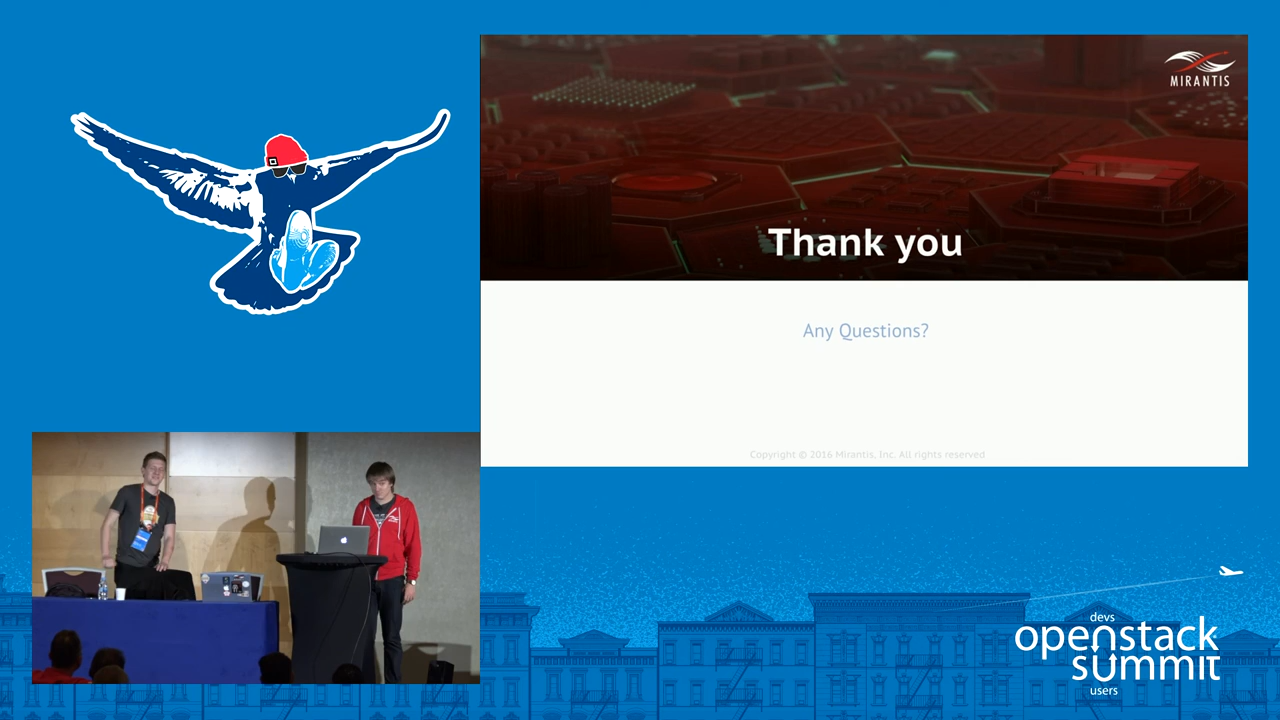 MIRANTIS
Thank you
Any Questions?
Copyright © 2016 Mirantis, Inc. All rights reserved
devs
openstack
summit
users